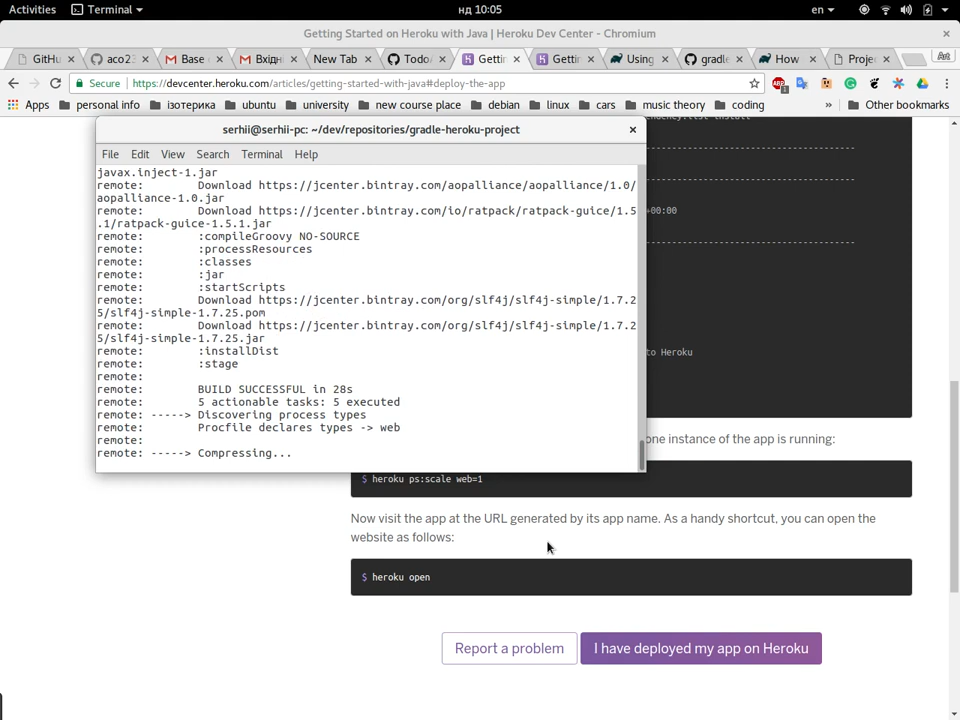 Activities
Terminal
нд 10:05
en
Getting Started on Heroku with Java | Heroku Dev Center - Chromium
GitHu
aco23
Base
Вхідн
New Tab
Todo/
Gettin
Gettin
Using
gradle
How
Projec
Art
Secure
https://devcenter.heroku.com/articles/getting-started-with-java#deploy-the-app
Apps
personal info
ізотерика
ubuntu
university
new course place
debian
linux
cars
music theory
coding
»
Other bookmarks
serhii@serhii-pc: ~/dev/repositories/gradle-heroku-project
File Edit View Search Terminal Help
javax.inject-1.jar
remote: Download https://jcenter.bintray.com/aopalliance/aopalliance/1.0/
aopalliance-1.0.jar
remote: Download https://jcenter.bintray.com/io/ratpack/ratpack-guice/1.5
.1/ratpack-guice-1.5.1.jar
remote: :compileGroovy NO-SOURCE
remote: :processResources
remote: :classes
remote: :jar
remote: :startScripts
remote: Download https://jcenter.bintray.com/org/slf4j/slf4j-simple/1.7.2
5/slf4j-simple-1.7.25.pom
remote: Download https://jcenter.bintray.com/org/slf4j/slf4j-simple/1.7.2
5/slf4j-simple-1.7.25.jar
remote: :installDist
remote: :stage
remote:
remote: BUILD SUCCESSFUL in 28s
remote: 5 actionable tasks: 5 executed
remote: -----> Discovering process types
remote: Procfile declares types -> web
remote:
remote: -----> Compressing...
+00:00
to Heroku
one instance of the app is running:
$ heroku ps:scale web=1
Now visit the app at the URL generated by its app name. As a handy shortcut, you can open the
website as follows:
$ heroku open
Report a problem
I have deployed my app on Heroku